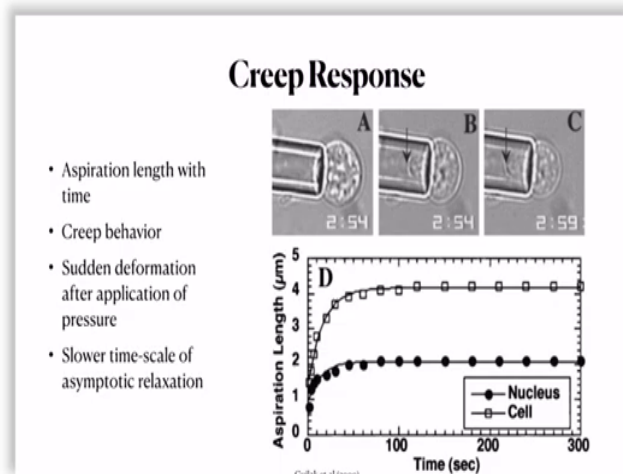 Creep Response
• Aspiration length with
time
• Creep behavior
• Sudden deformation
after application of
pressure
• Slower time-scale of
asymptotic relaxation
A
B
C
2:54
2:54
2:59
D
Aspiration Length (μm)
5
4
3
2
1
0
Nucleus
Cell
0
100
200
300
Time (sec)